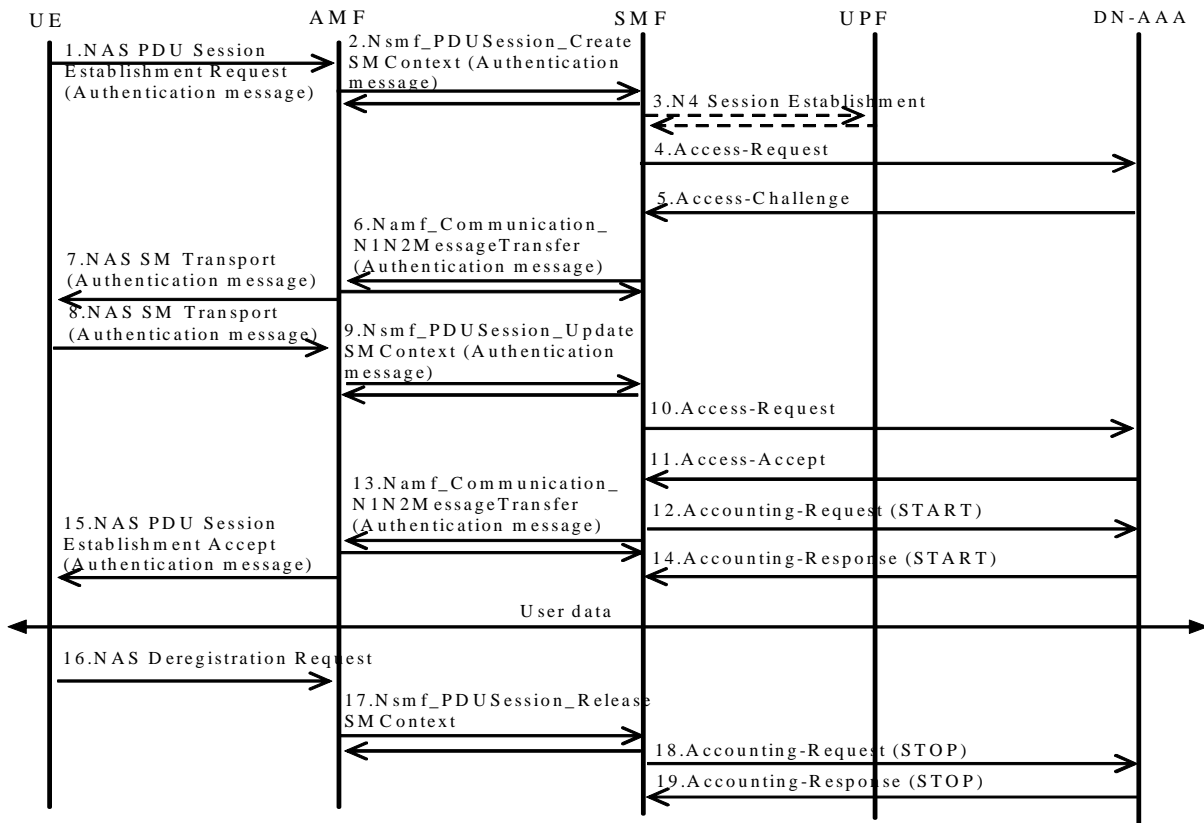 UE
AMF
SMF
UPF
DN-AAA
1.NAS PDU Session
Establishment Request
(Authentication message)
2.Nsmf_PDUSession_Create
SMContext (Authentication
message)
3.N4 Session Establishment
4.Access-Request
5.Access-Challenge
6.Namf_Communication_
N1N2MessageTransfer
(Authentication message)
7.NAS SM Transport
(Authentication message)
8.NAS SM Transport
(Authentication message)
9.Nsmf_PDUSession_Update
SMContext (Authentication
message)
10.Access-Request
11.Access-Accept
13.Namf_Communication_
N1N2MessageTransfer
(Authentication message)
12.Accounting-Request (START)
15.NAS PDU Session
Establishment Accept
(Authentication message)
14.Accounting-Response (START)
User data
16.NAS Deregistration Request
17.Nsmf_PDUSession_Release
SMContext
18.Accounting-Request (STOP)
19.Accounting-Response (STOP)